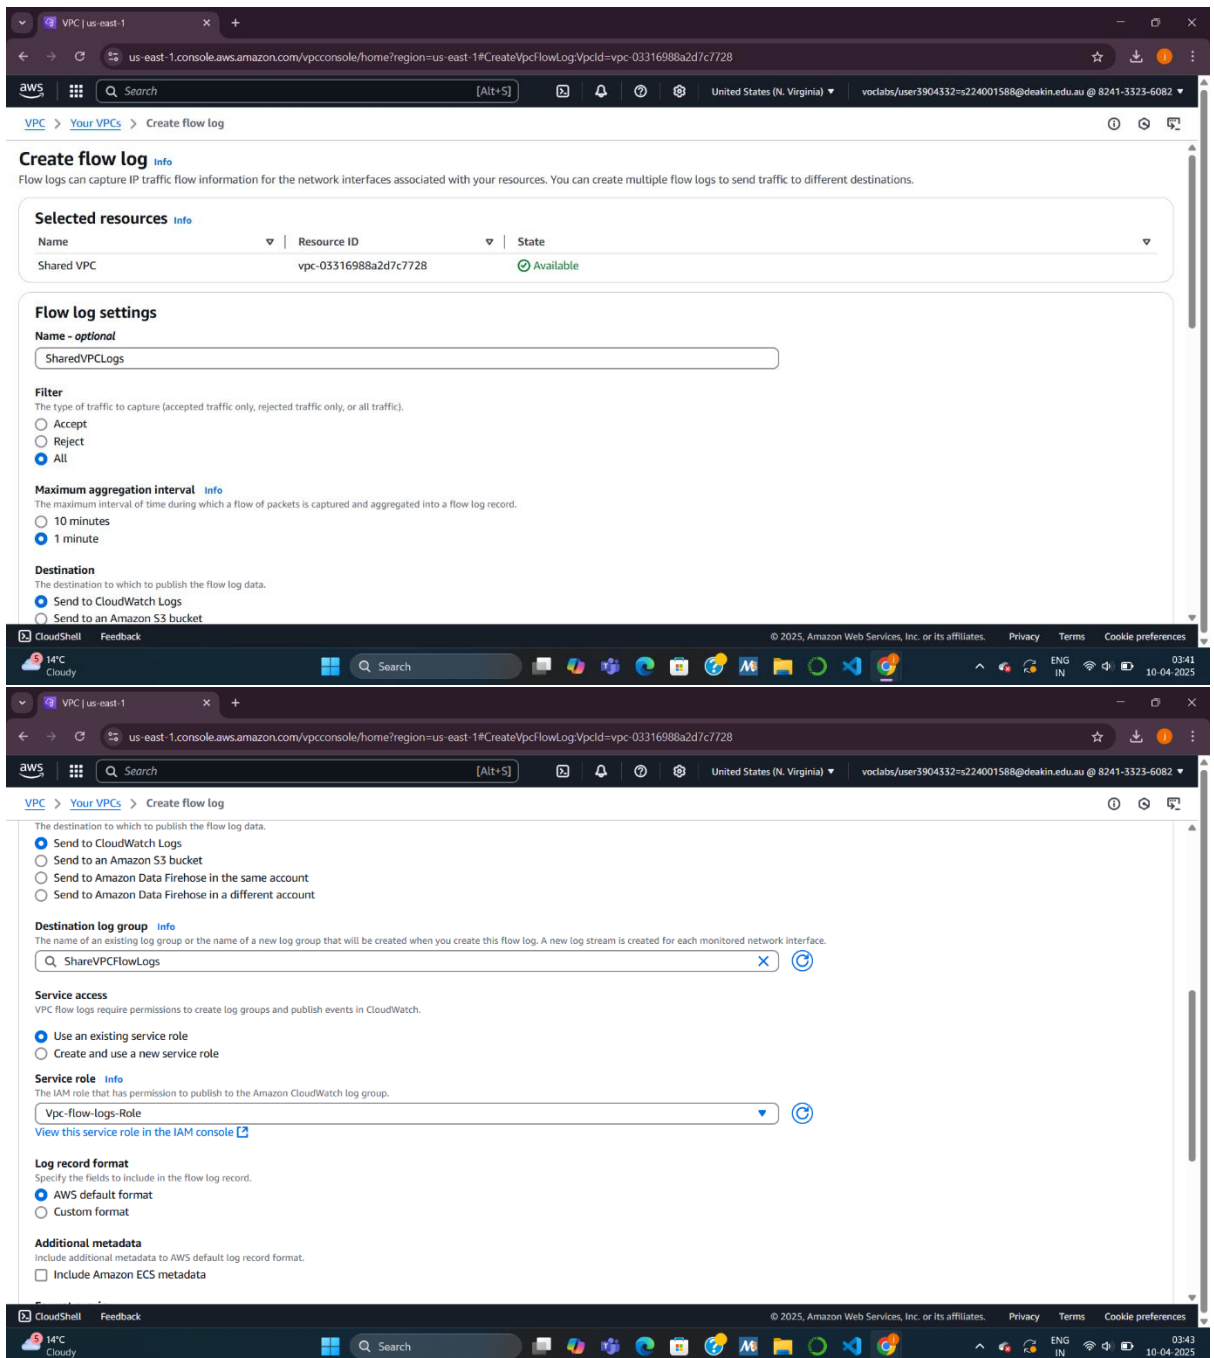 VPC | us-east-1
us-east-1.console.aws.amazon.com/vpcconsole/home?region=us-east-1#CreateVpcFlowLog:VpcId=vpc-03316988a2d7c7728
aws Search [Alt+S] United States (N. Virginia) voclabs/user3904332=s224001588@deakin.edu.au @ 8241-3323-6082
VPC > Your VPCs > Create flow log
Create flow log Info
Flow logs can capture IP traffic flow information for the network interfaces associated with your resources. You can create multiple flow logs to send traffic to different destinations.
Selected resources Info
Name Resource ID State
Shared VPC vpc-03316988a2d7c7728 Available
Flow log settings
Name - optional
SharedVPCLogs
Filter
The type of traffic to capture (accepted traffic only, rejected traffic only, or all traffic).
Accept
Reject
All
Maximum aggregation interval Info
The maximum interval of time during which a flow of packets is captured and aggregated into a flow log record.
10 minutes
1 minute
Destination
The destination to which to publish the flow log data.
Send to CloudWatch Logs
Send to an Amazon S3 bucket
CloudShell Feedback © 2025, Amazon Web Services, Inc. or its affiliates. Privacy Terms Cookie preferences
5 14°C Search ENG 03:41
Cloudy IN 10-04-2025
VPC | us-east-1
us-east-1.console.aws.amazon.com/vpcconsole/home?region=us-east-1#CreateVpcFlowLog:VpcId=vpc-03316988a2d7c7728
aws Search [Alt+S] United States (N. Virginia) voclabs/user3904332=s224001588@deakin.edu.au @ 8241-3323-6082
VPC > Your VPCs > Create flow log
The destination to which to publish the flow log data.
Send to CloudWatch Logs
Send to an Amazon S3 bucket
Send to Amazon Data Firehose in the same account
Send to Amazon Data Firehose in a different account
Destination log group Info
The name of an existing log group or the name of a new log group that will be created when you create this flow log. A new log stream is created for each monitored network interface.
ShareVPCFlowLogs
Service access
VPC flow logs require permissions to create log groups and publish events in CloudWatch.
Use an existing service role
Create and use a new service role
Service role Info
The IAM role that has permission to publish to the Amazon CloudWatch log group.
Vpc-flow-logs-Role
View this service role in the IAM console
Log record format
Specify the fields to include in the flow log record.
AWS default format
Custom format
Additional metadata
Include additional metadata to AWS default log record format.
Include Amazon ECS metadata
CloudShell Feedback © 2025, Amazon Web Services, Inc. or its affiliates. Privacy Terms Cookie preferences
5 14°C Search ENG 03:43
Cloudy IN 10-04-2025